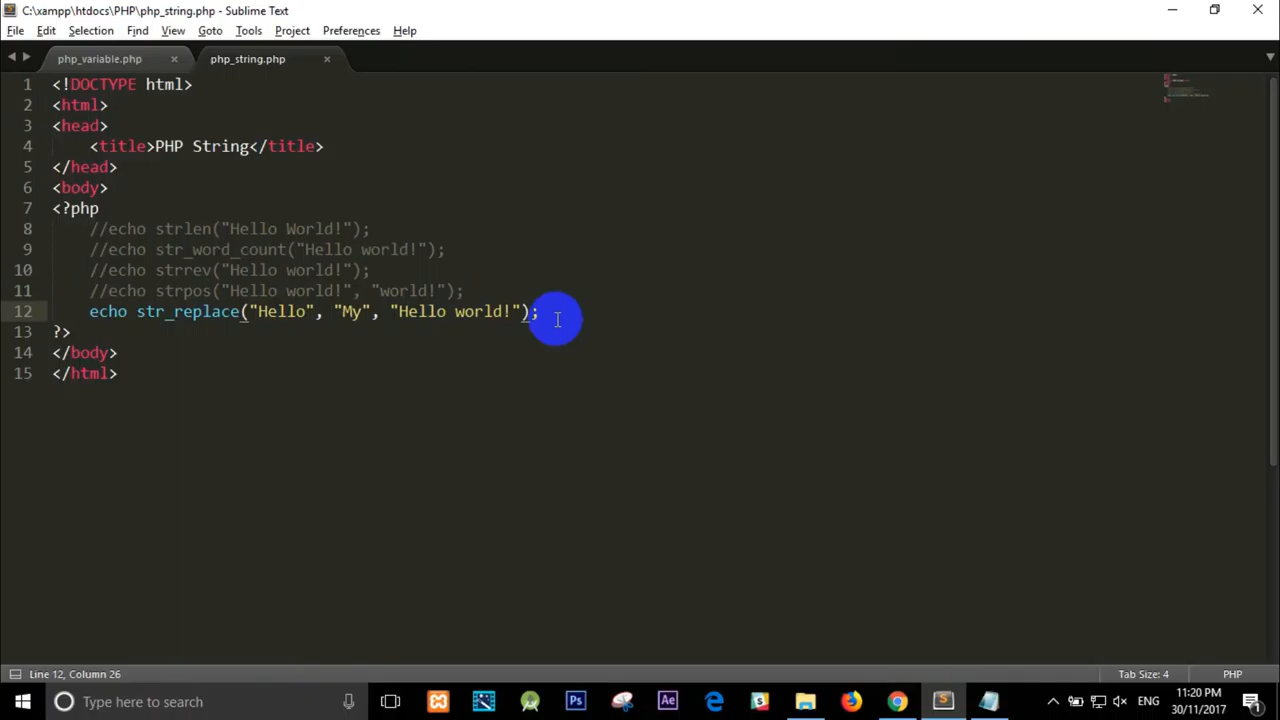 C:\xampp\htdocs\PHP\php_string.php - Sublime Text
File Edit Selection Find View Goto Tools Project Preferences Help
php_variable.php × php_string.php ×
1 <!DOCTYPE html>
2 <html>
3 <head>
4 <title>PHP String</title>
5 </head>
6 <body>
7 <?php
8 //echo strlen("Hello World!");
9 //echo str_word_count("Hello world!");
10 //echo strrev("Hello world!");
11 //echo strpos("Hello world!", "world!");
12 echo str_replace("Hello", "My", "Hello world!");
13 ?>
14 </body>
15 </html>
Line 12, Column 26 Tab Size: 4 PHP
Type here to search Ps Ae ENG 11:20 PM
30/11/2017 1